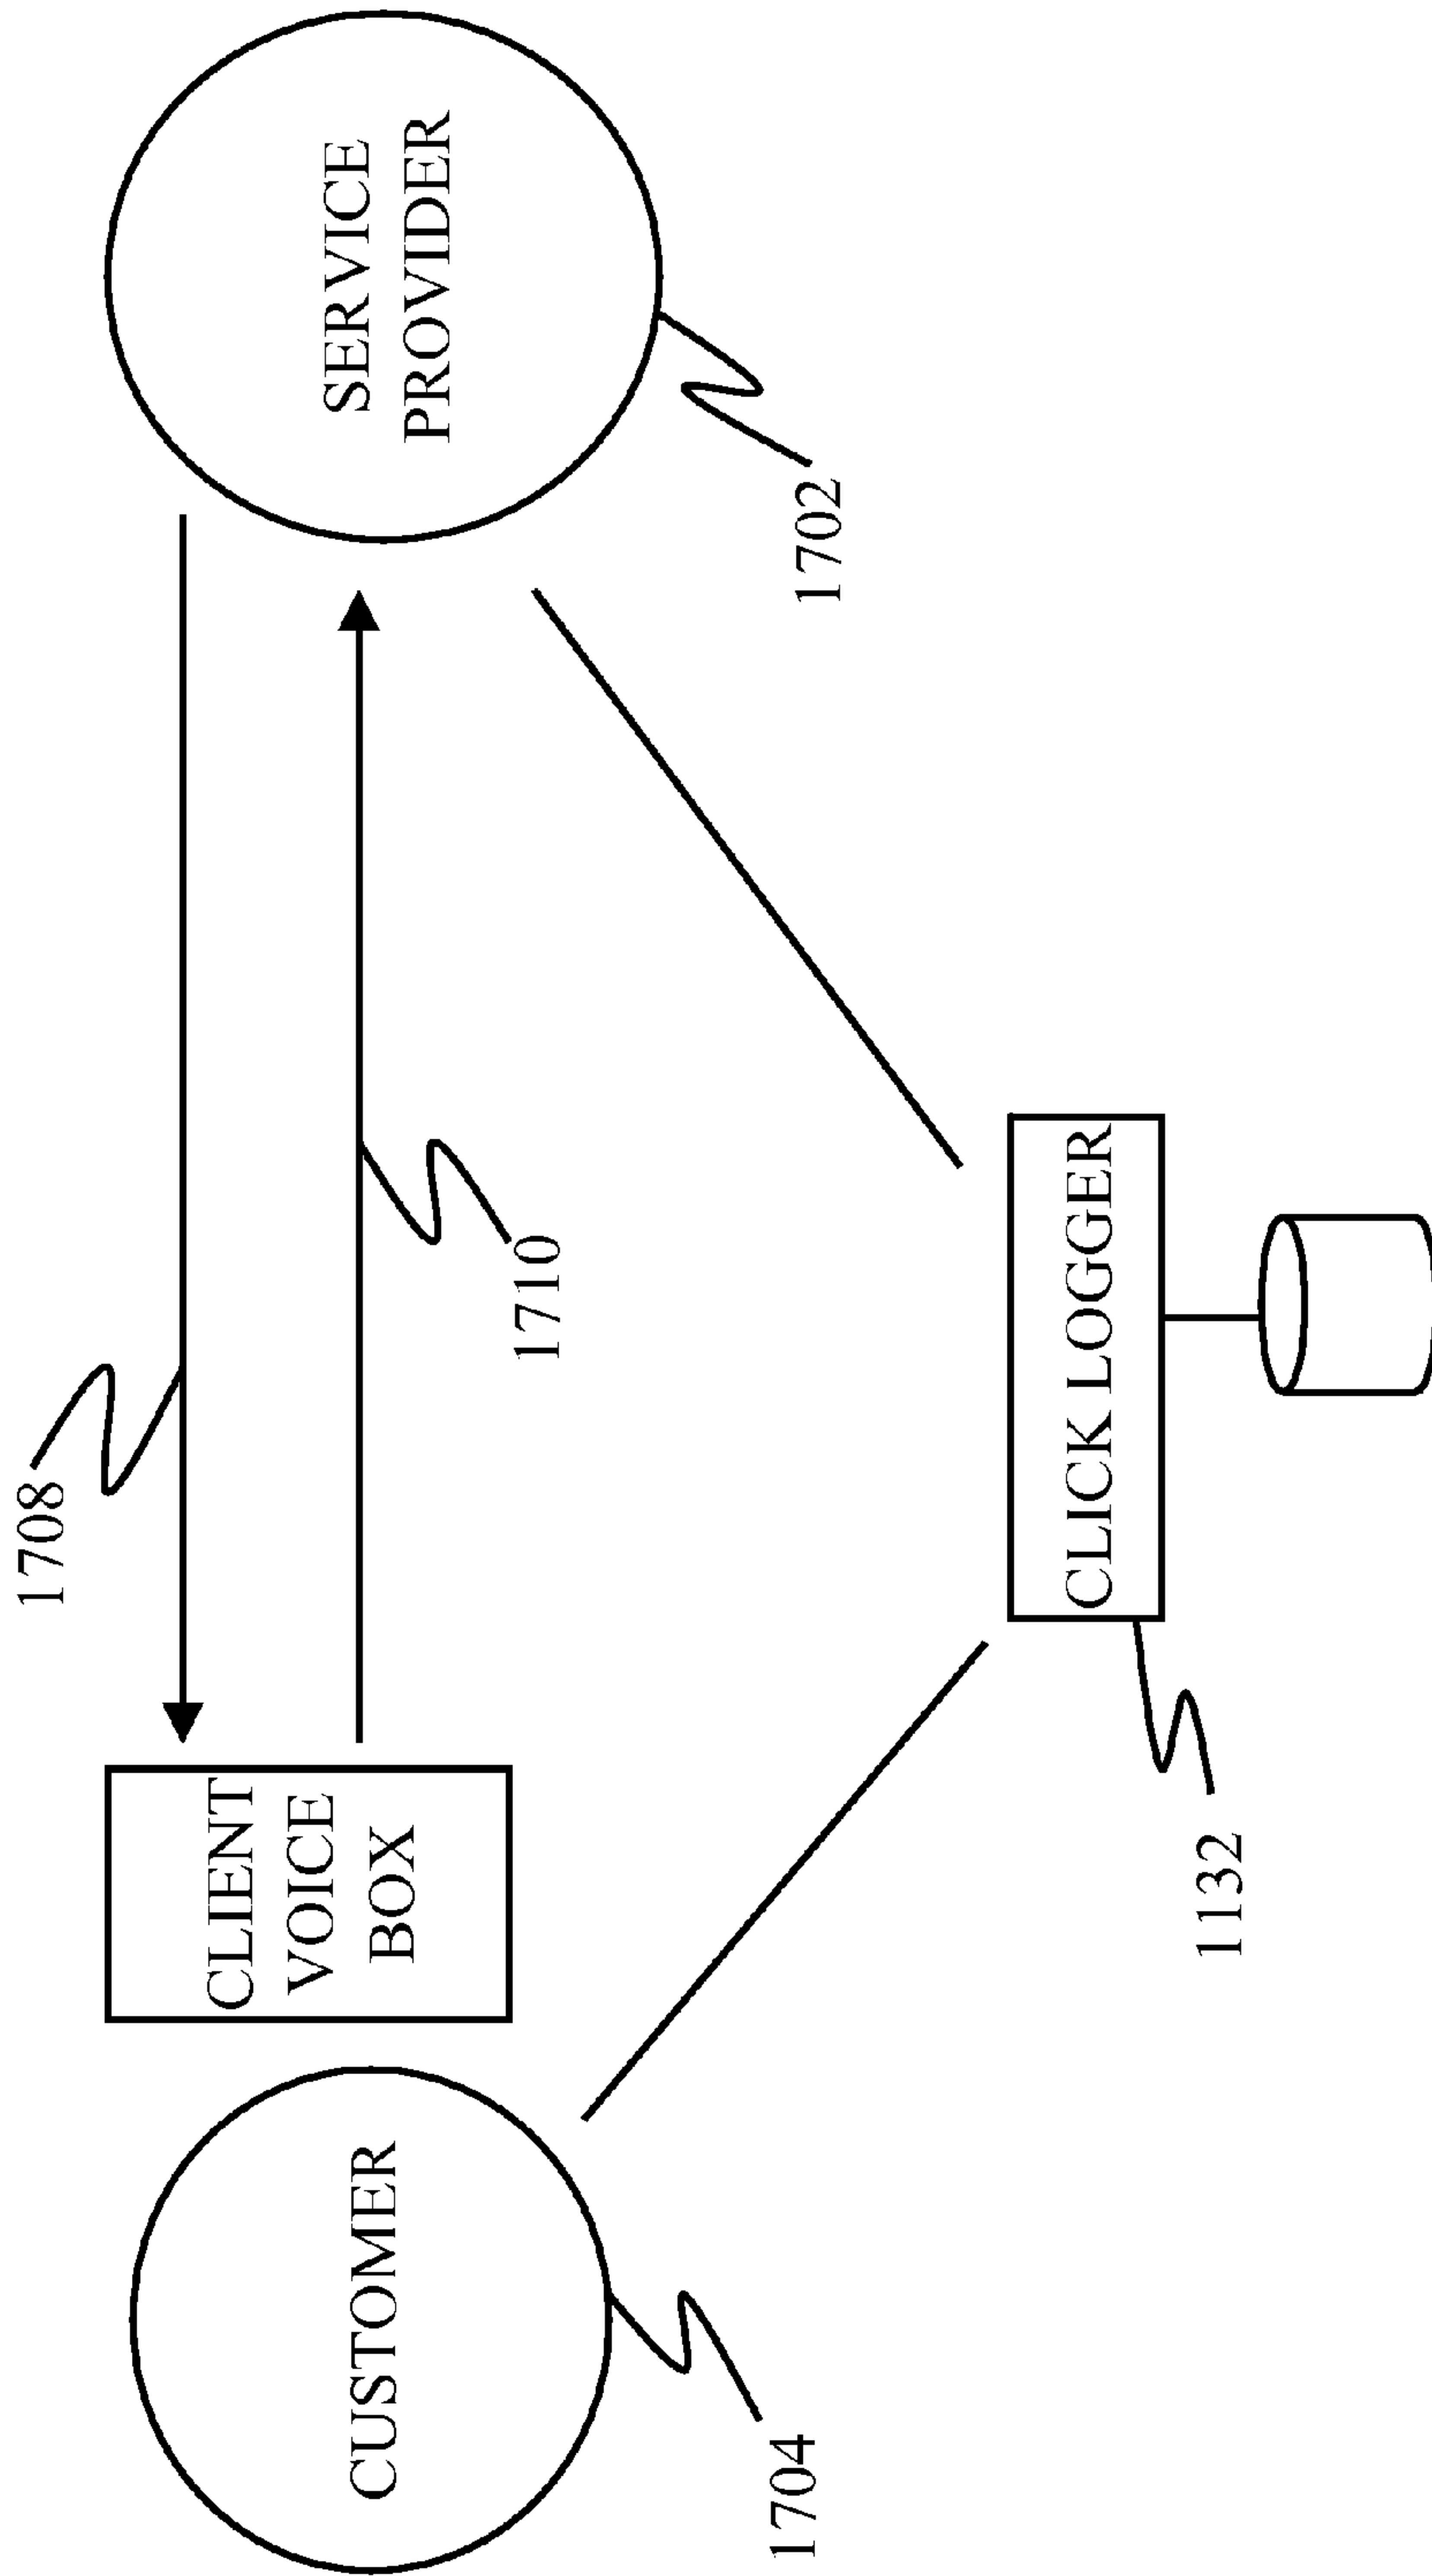 1708
CLIENT
VOICE
BOX
CUSTOMER
SERVICE
PROVIDER
1710
1704
1702
CLICK LOGGER
1132